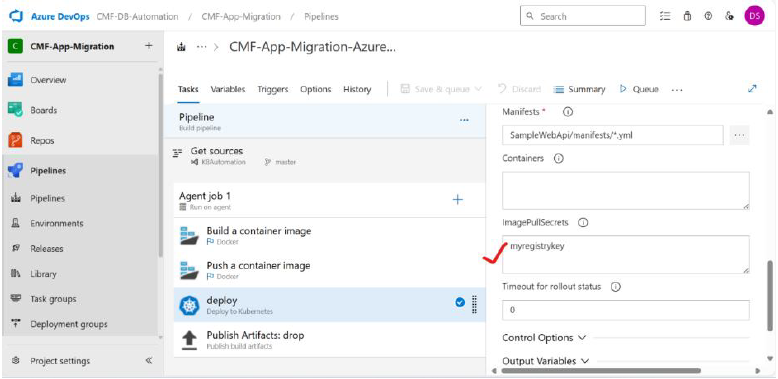 Azure DevOps CMF-DB-Automation / CMF-App-Migration / Pipelines Search DS
C CMF-App-Migration +
Overview
Boards
Repos
Pipelines
Pipelines
Environments
Releases
Library
Task groups
Deployment groups
Project settings
··· > CMF-App-Migration-Azure...
Tasks Variables Triggers Options History Save & queue Discard Summary Queue ···
Pipeline
Build pipeline
Get sources
K8Automation master
Agent job 1
Run on agent
Build a container image
Docker
Push a container image
Docker
deploy
Deploy to Kubernetes
Publish Artifacts: drop
Publish build artifacts
Manifests *
SampleWebApi/manifests/*.yml
Containers
ImagePullSecrets
myregistrykey
Timeout for rollout status
0
Control Options
Output Variables